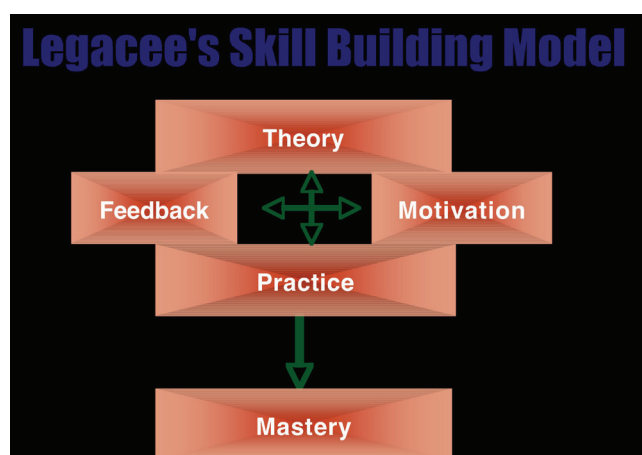 Legacee's Skill Building Model
Theory
Feedback
Motivation
Practice
Mastery